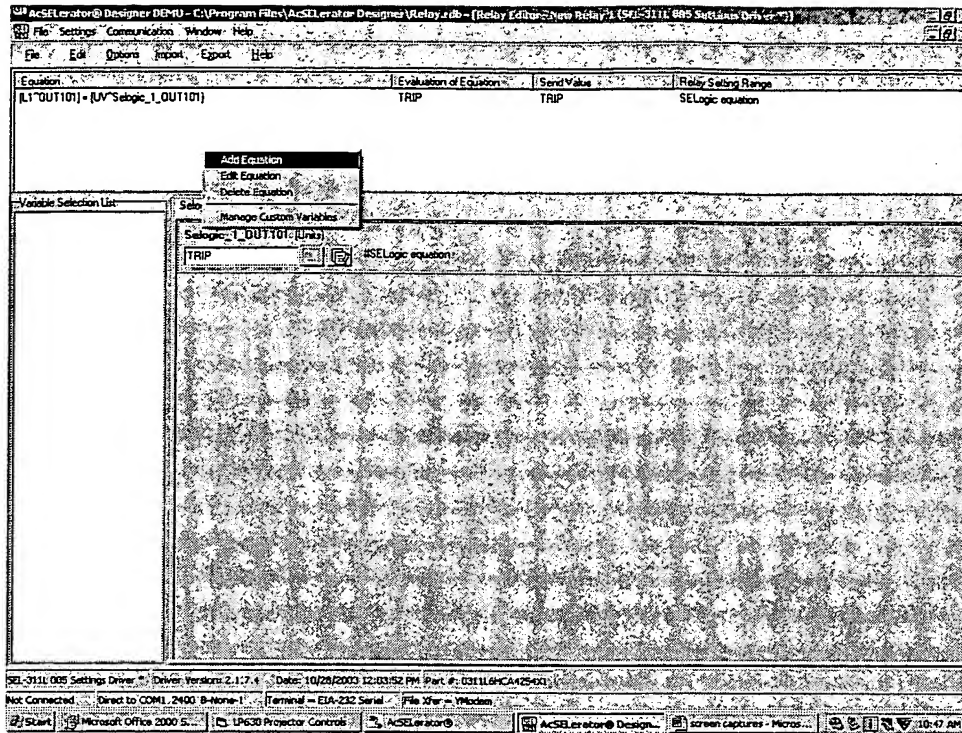 AcSELerator® Designer DEMU - C:\Program Files\AcSELerator Designer\Relay.rdb - [Relay Editor - New Relay 1 (SEL-311L 005 Settings Driver
File Settings Communication Window Help
File Edit Options Import Export Help
Equation Evaluation of Equation Send Value Relay Setting Range
[L1^OUT101] = {UV^Selogic_1_OUT101} TRIP TRIP SELogic equation
Add Equation
Edit Equation
Delete Equation
Manage Custom Variables
Variable Selection List
Selo
Selogic_1_OUT101 (Units)
TRIP #SELogic equation
SEL-311L 005 Settings Driver Driver Version: 2.1.7.4 Date: 10/28/2003 12:03:52 PM Part #: 0311L6HCA4254X1
Not Connected Direct to COM1, 2400 8-None-1 Terminal = EIA-232 Serial File Xfer = YModem
Start Microsoft Office 2000 S... LP630 Projector Controls AcSELerator® AcSELerator® Design... screen captures - Micros... 10:47 AM